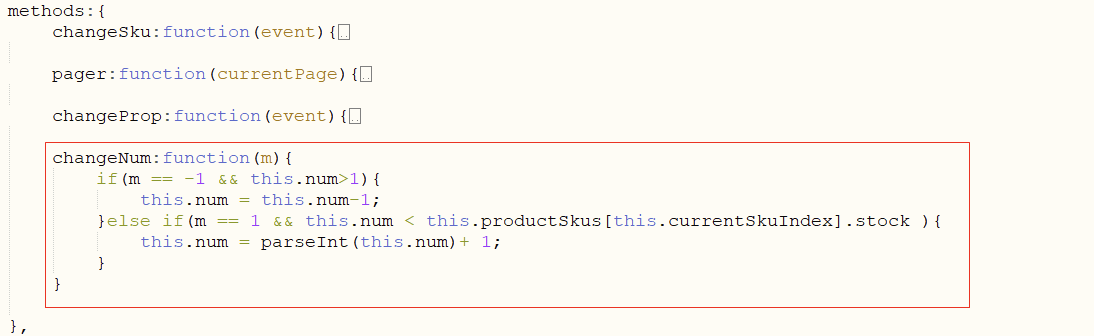 methods:{
changeSku:function(event){..
pager:function(currentPage){..
changeProp:function(event){..
changeNum:function(m){
if(m == -1 && this.num>1){
this.num = this.num-1;
}else if(m == 1 && this.num < this.productSkus[this.currentSkuIndex].stock ){
this.num = parseInt(this.num)+ 1;
}
}
},